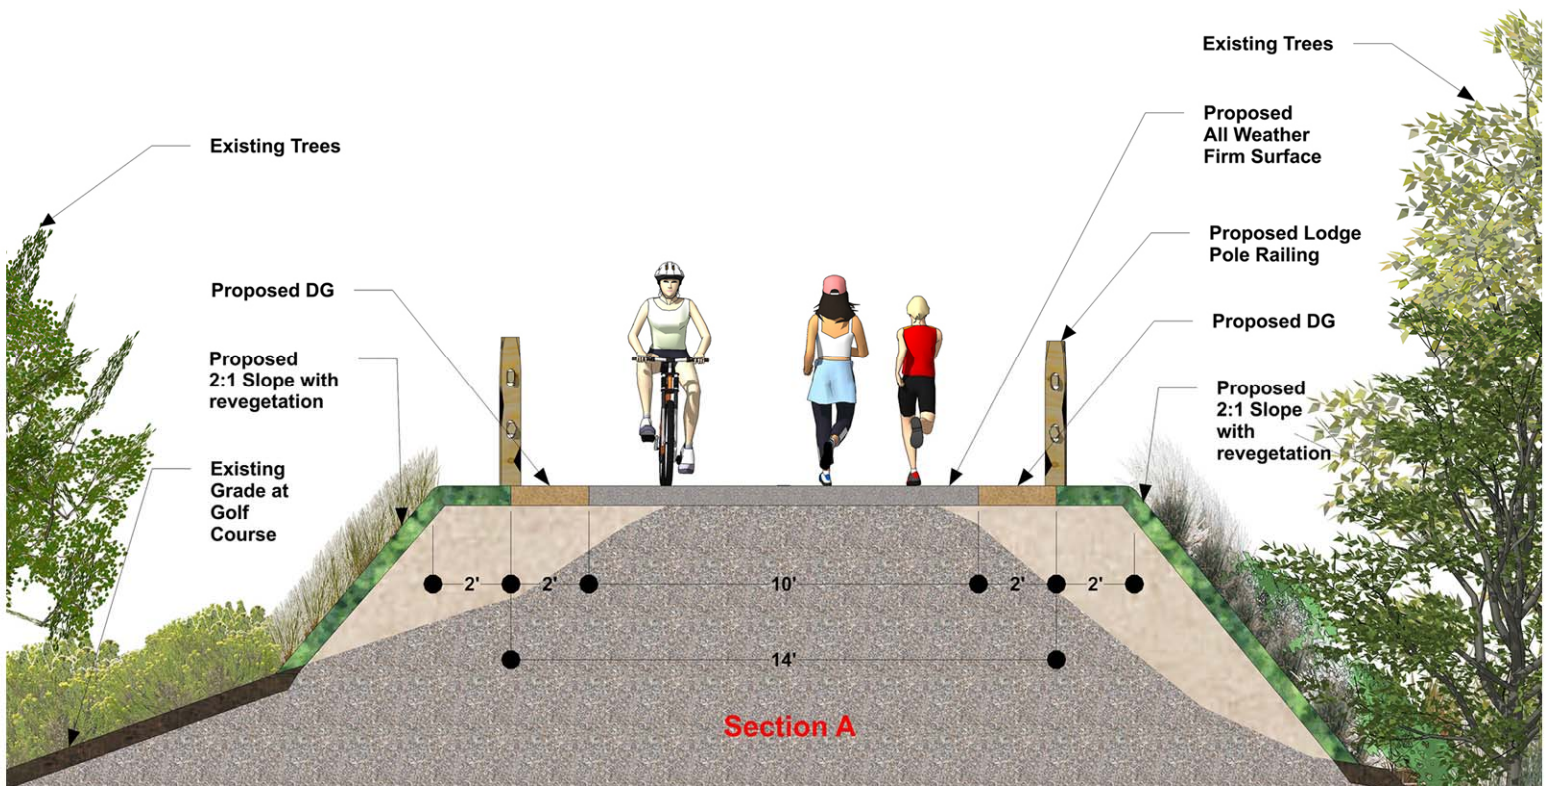 Existing Trees
Proposed
All Weather
Firm Surface
Existing Trees
Proposed Lodge
Pole Railing
Proposed DG
Proposed DG
Proposed
2:1 Slope with
revegetation
Proposed
2:1 Slope
with
revegetation
Existing
Grade at
Golf
Course
2'
2'
10'
2'
2'
14'
Section A